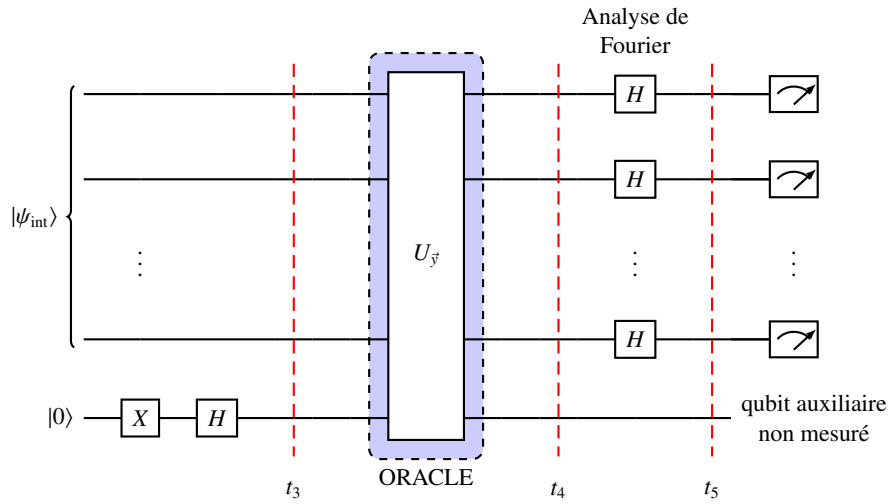 Analyse de
Fourier
H
H
|ψint⟩
U_y⃗
⋮ ⋮ ⋮
H
|0⟩ X H
qubit auxiliaire
non mesuré
ORACLE
t3 t4 t5